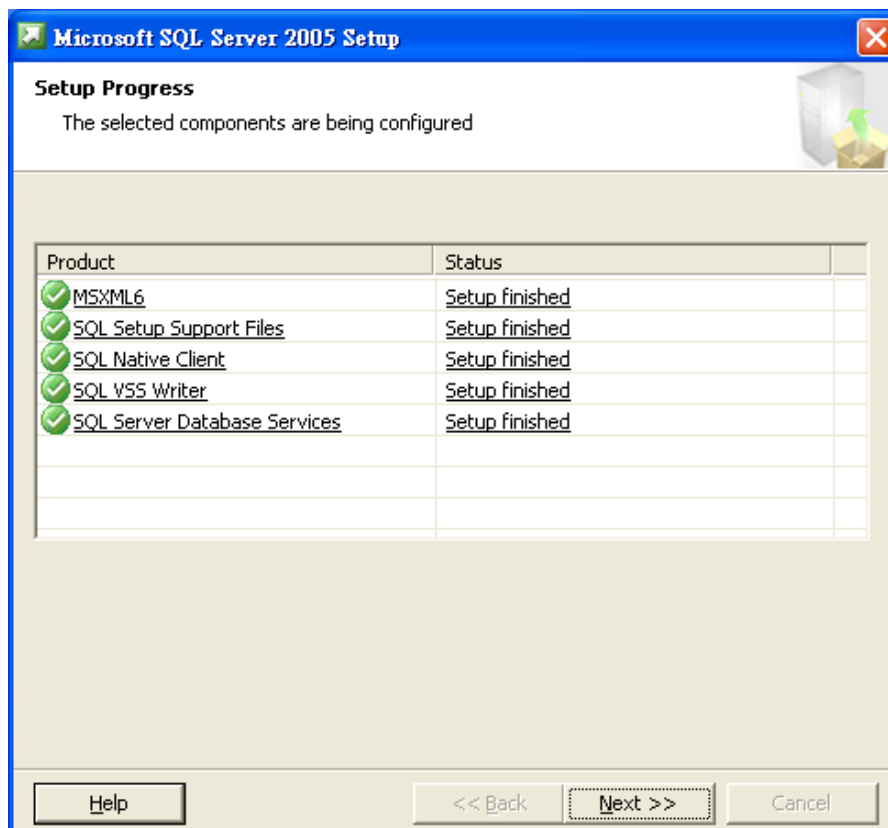 Microsoft SQL Server 2005 Setup
Setup Progress
The selected components are being configured
Product Status
MSXML6 Setup finished
SQL Setup Support Files Setup finished
SQL Native Client Setup finished
SQL VSS Writer Setup finished
SQL Server Database Services Setup finished
Help << Back Next >> Cancel